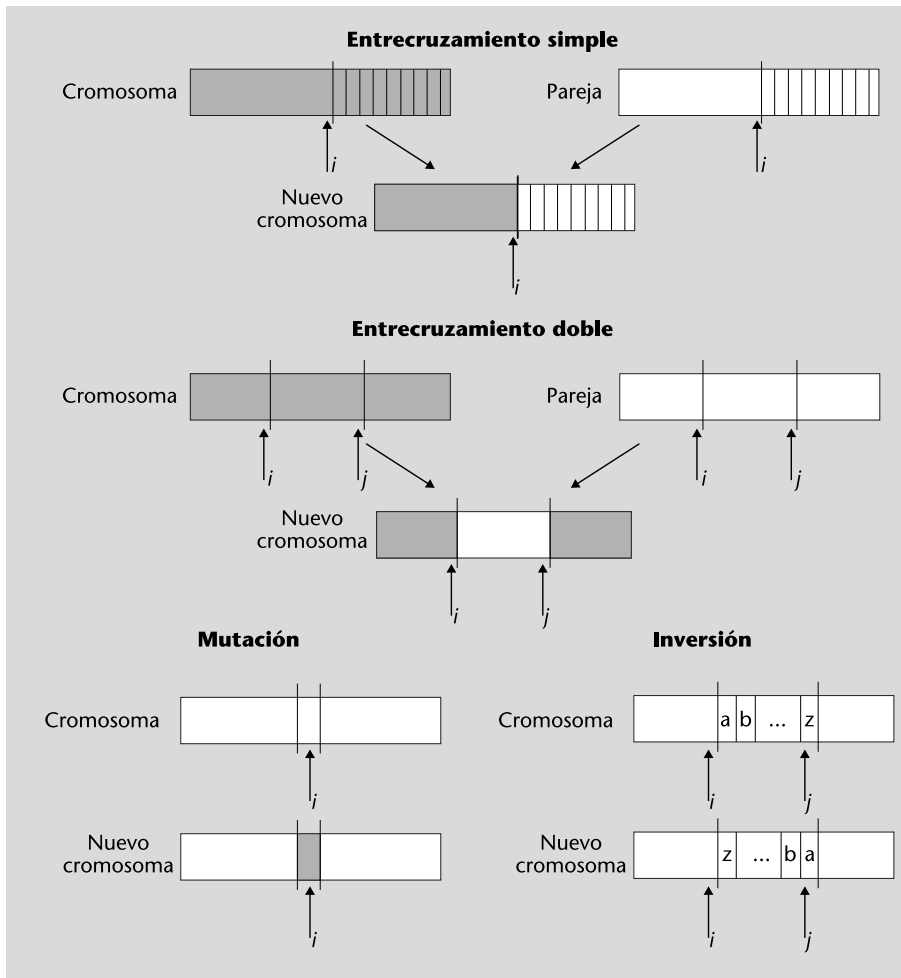 Entrecruzamiento simple
Cromosoma
Pareja
i
i
Nuevo
cromosoma
i
Entrecruzamiento doble
Cromosoma
Pareja
i
j
i
j
Nuevo
cromosoma
i
j
Mutación
Inversión
Cromosoma
Cromosoma
a b ... z
i
i
j
Nuevo
cromosoma
Nuevo
cromosoma
z ... b a
i
i
j